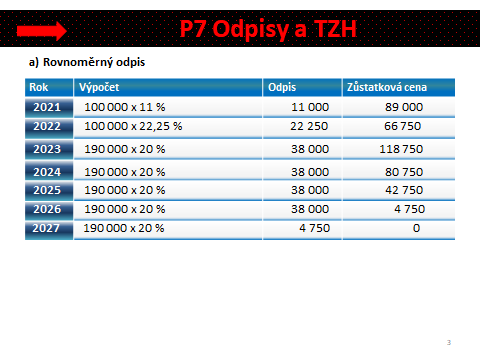 P7 Odpisy a TZH
a) Rovnoměrný odpis
Rok Výpočet Odpis Zůstatková cena
2021 100 000 x 11 % 11 000 89 000
2022 100 000 x 22,25 % 22 250 66 750
2023 190 000 x 20 % 38 000 118 750
2024 190 000 x 20 % 38 000 80 750
2025 190 000 x 20 % 38 000 42 750
2026 190 000 x 20 % 38 000 4 750
2027 190 000 x 20 % 4 750 0
3